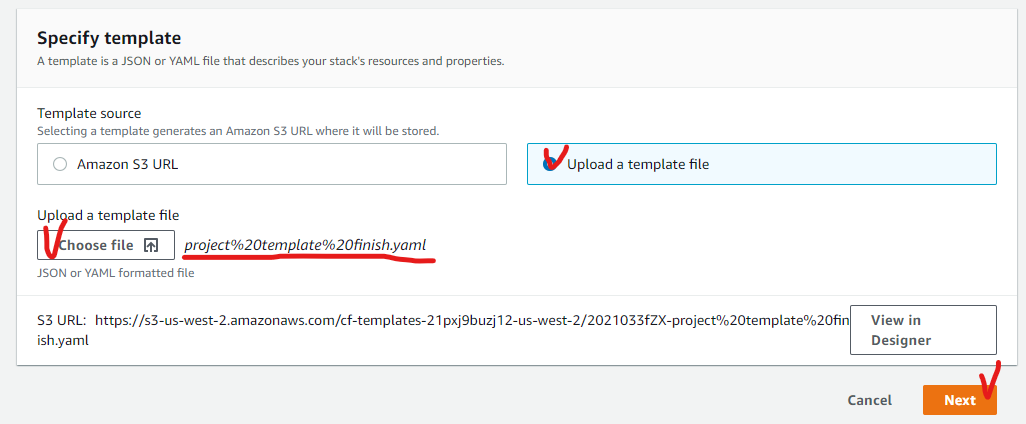 Specify template
A template is a JSON or YAML file that describes your stack's resources and properties.
Template source
Selecting a template generates an Amazon S3 URL where it will be stored.
Amazon S3 URL
Upload a template file
Upload a template file
Choose file
project%20template%20finish.yaml
JSON or YAML formatted file
S3 URL: https://s3-us-west-2.amazonaws.com/cf-templates-21pxj9buzj12-us-west-2/2021033fZX-project%20template%20fin
ish.yaml
View in
Designer
Cancel
Next